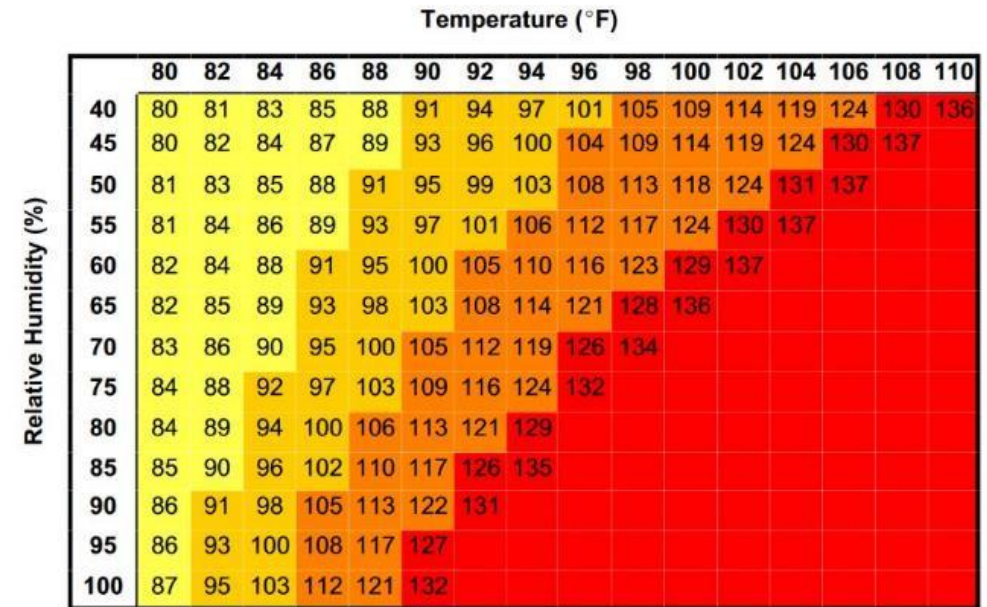 Temperature (°F)
80 82 84 86 88 90 92 94 96 98 100 102 104 106 108 110
Relative Humidity (%)
40 80 81 83 85 88 91 94 97 101 105 109 114 119 124 130 136
45 80 82 84 87 89 93 96 100 104 109 114 119 124 130 137
50 81 83 85 88 91 95 99 103 108 113 118 124 131 137
55 81 84 86 89 93 97 101 106 112 117 124 130 137
60 82 84 88 91 95 100 105 110 116 123 129 137
65 82 85 89 93 98 103 108 114 121 128 136
70 83 86 90 95 100 105 112 119 126 134
75 84 88 92 97 103 109 116 124 132
80 84 89 94 100 106 113 121 129
85 85 90 96 102 110 117 126 135
90 86 91 98 105 113 122 131
95 86 93 100 108 117 127
100 87 95 103 112 121 132